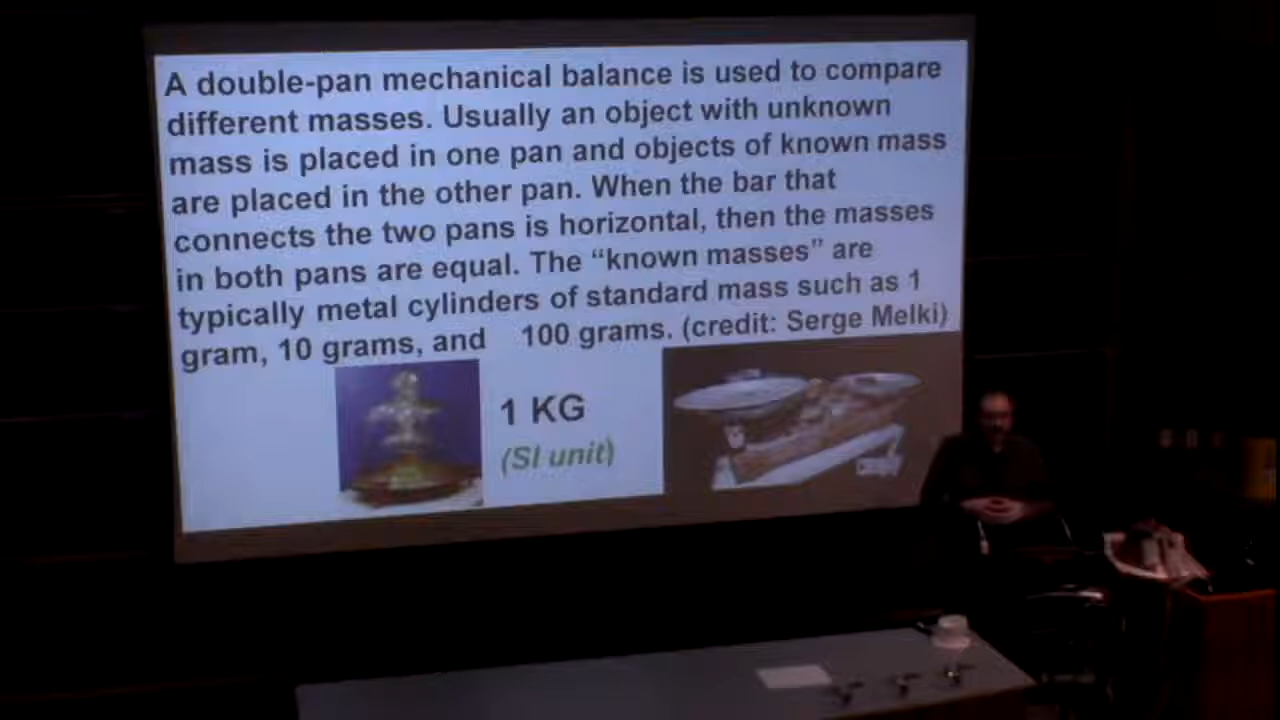 A double-pan mechanical balance is used to compare
different masses. Usually an object with unknown
mass is placed in one pan and objects of known mass
are placed in the other pan. When the bar that
connects the two pans is horizontal, then the masses
in both pans are equal. The “known masses” are
typically metal cylinders of standard mass such as 1
gram, 10 grams, and 100 grams. (credit: Serge Melki)
1 KG
(SI unit)